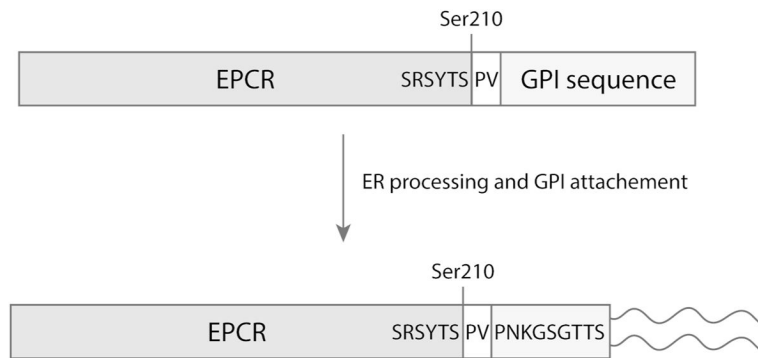 Ser210
EPCR SRSYTS PV GPI sequence
ER processing and GPI attachement
Ser210
EPCR SRSYTS PV PNKGSGTTS